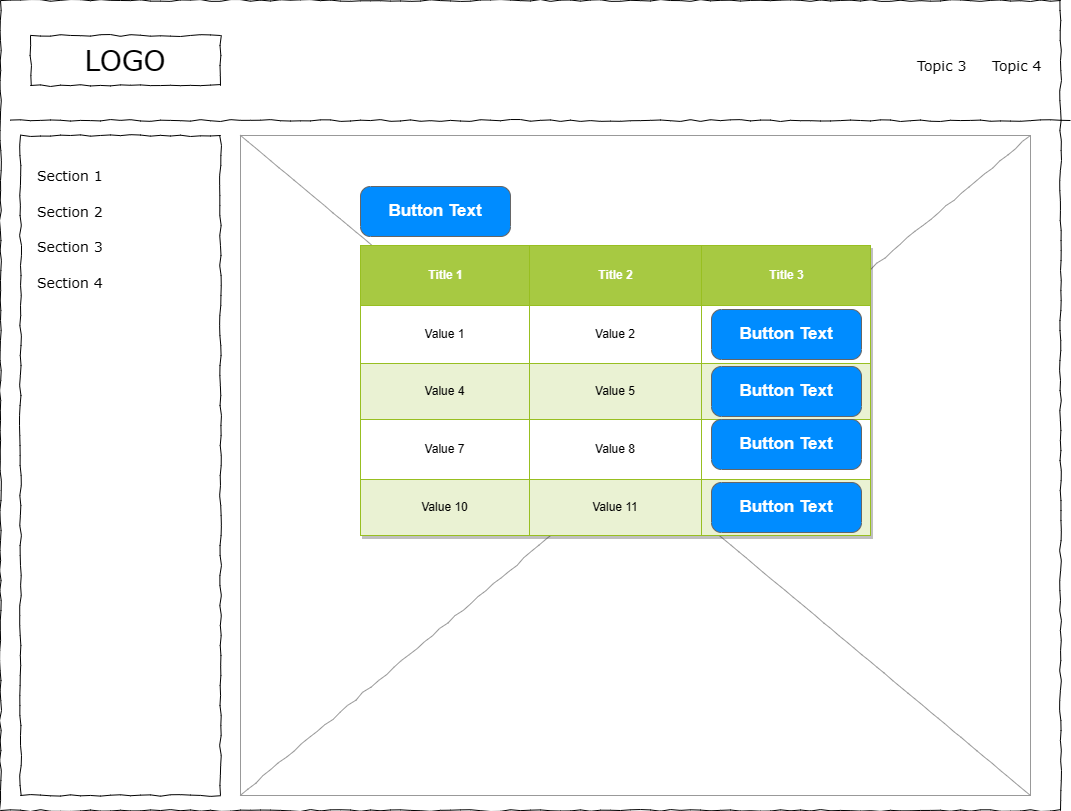 LOGO
Topic 3 Topic 4
Section 1
Section 2
Section 3
Section 4
Button Text
Title 1 Title 2 Title 3
Value 1 Value 2 Button Text
Value 4 Value 5 Button Text
Value 7 Value 8 Button Text
Value 10 Value 11 Button Text